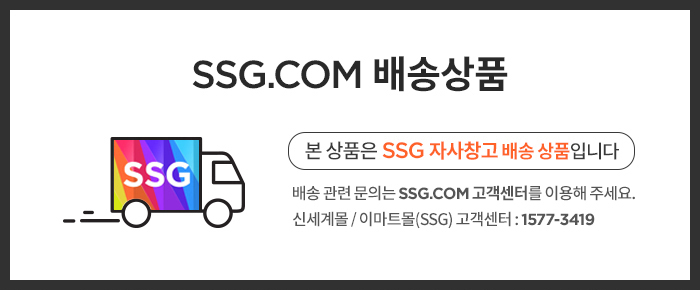 SSG.COM 배송상품
SSG
본 상품은 SSG 자사창고 배송 상품입니다
배송 관련 문의는 SSG.COM 고객센터를 이용해 주세요.
신세계몰 / 이마트몰(SSG) 고객센터 : 1577-3419